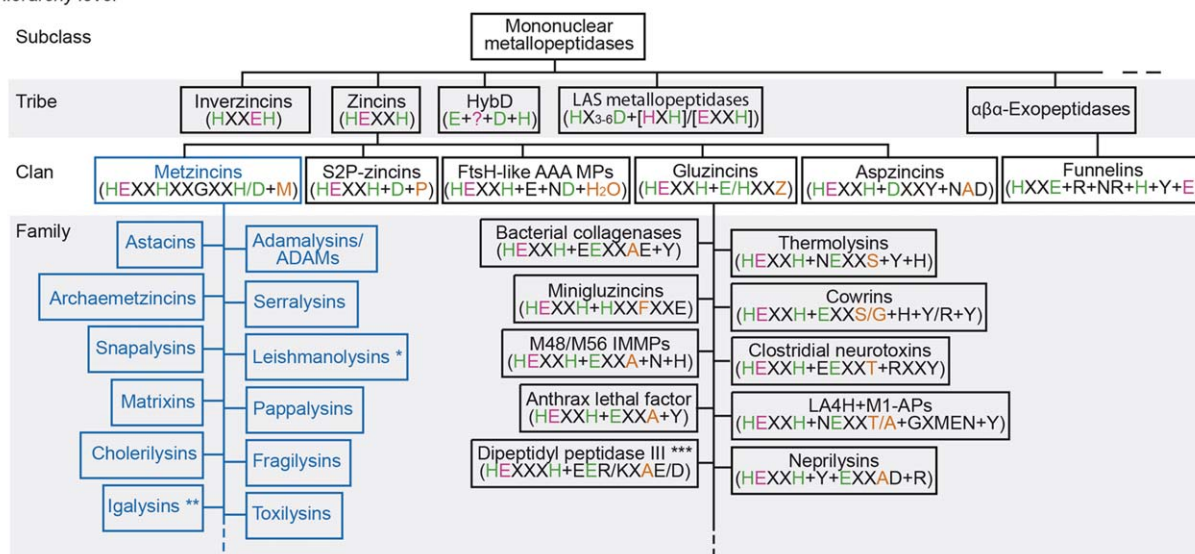 Subclass
Mononuclear
metallopeptidases
Tribe
Inverzincins
(HXXEH)
Zincins
(HEXXH)
HybD
(E+?+D+H)
LAS metallopeptidases
(HX3-6D+[HXH]/[EXXH])
αβα-Exopeptidases
Clan
Metzincins
(HEXXHXXGXXH/D+M)
S2P-zincins
(HEXXH+D+P)
FtsH-like AAA MPs
(HEXXH+E+ND+H2O)
Gluzincins
(HEXXH+E/HXXZ)
Aspzincins
(HEXXH+DXXY+NAD)
Funnelins
(HXXE+R+NR+H+Y+E
Family
Astacins
Adamalysins/
ADAMs
Archaemetzincins
Serralysins
Snapalysins
Leishmanolysins *
Matrixins
Pappalysins
Cholerilysins
Fragilysins
Igalysins **
Toxilysins
Bacterial collagenases
(HEXXH+EEXXAE+Y)
Minigluzincins
(HEXXH+HXXFXXE)
M48/M56 IMMPs
(HEXXH+EXXA+N+H)
Anthrax lethal factor
(HEXXH+EXXA+Y)
Dipeptidyl peptidase III ***
(HEXXXH+EER/KXAE/D)
Thermolysins
(HEXXH+NEXXS+Y+H)
Cowrins
(HEXXH+EXXS/G+H+Y/R+Y)
Clostridial neurotoxins
(HEXXH+EEXXT+RXXY)
LA4H+M1-APs
(HEXXH+NEXXT/A+GXMEN+Y)
Neprilysins
(HEXXH+Y+EXXAD+R)